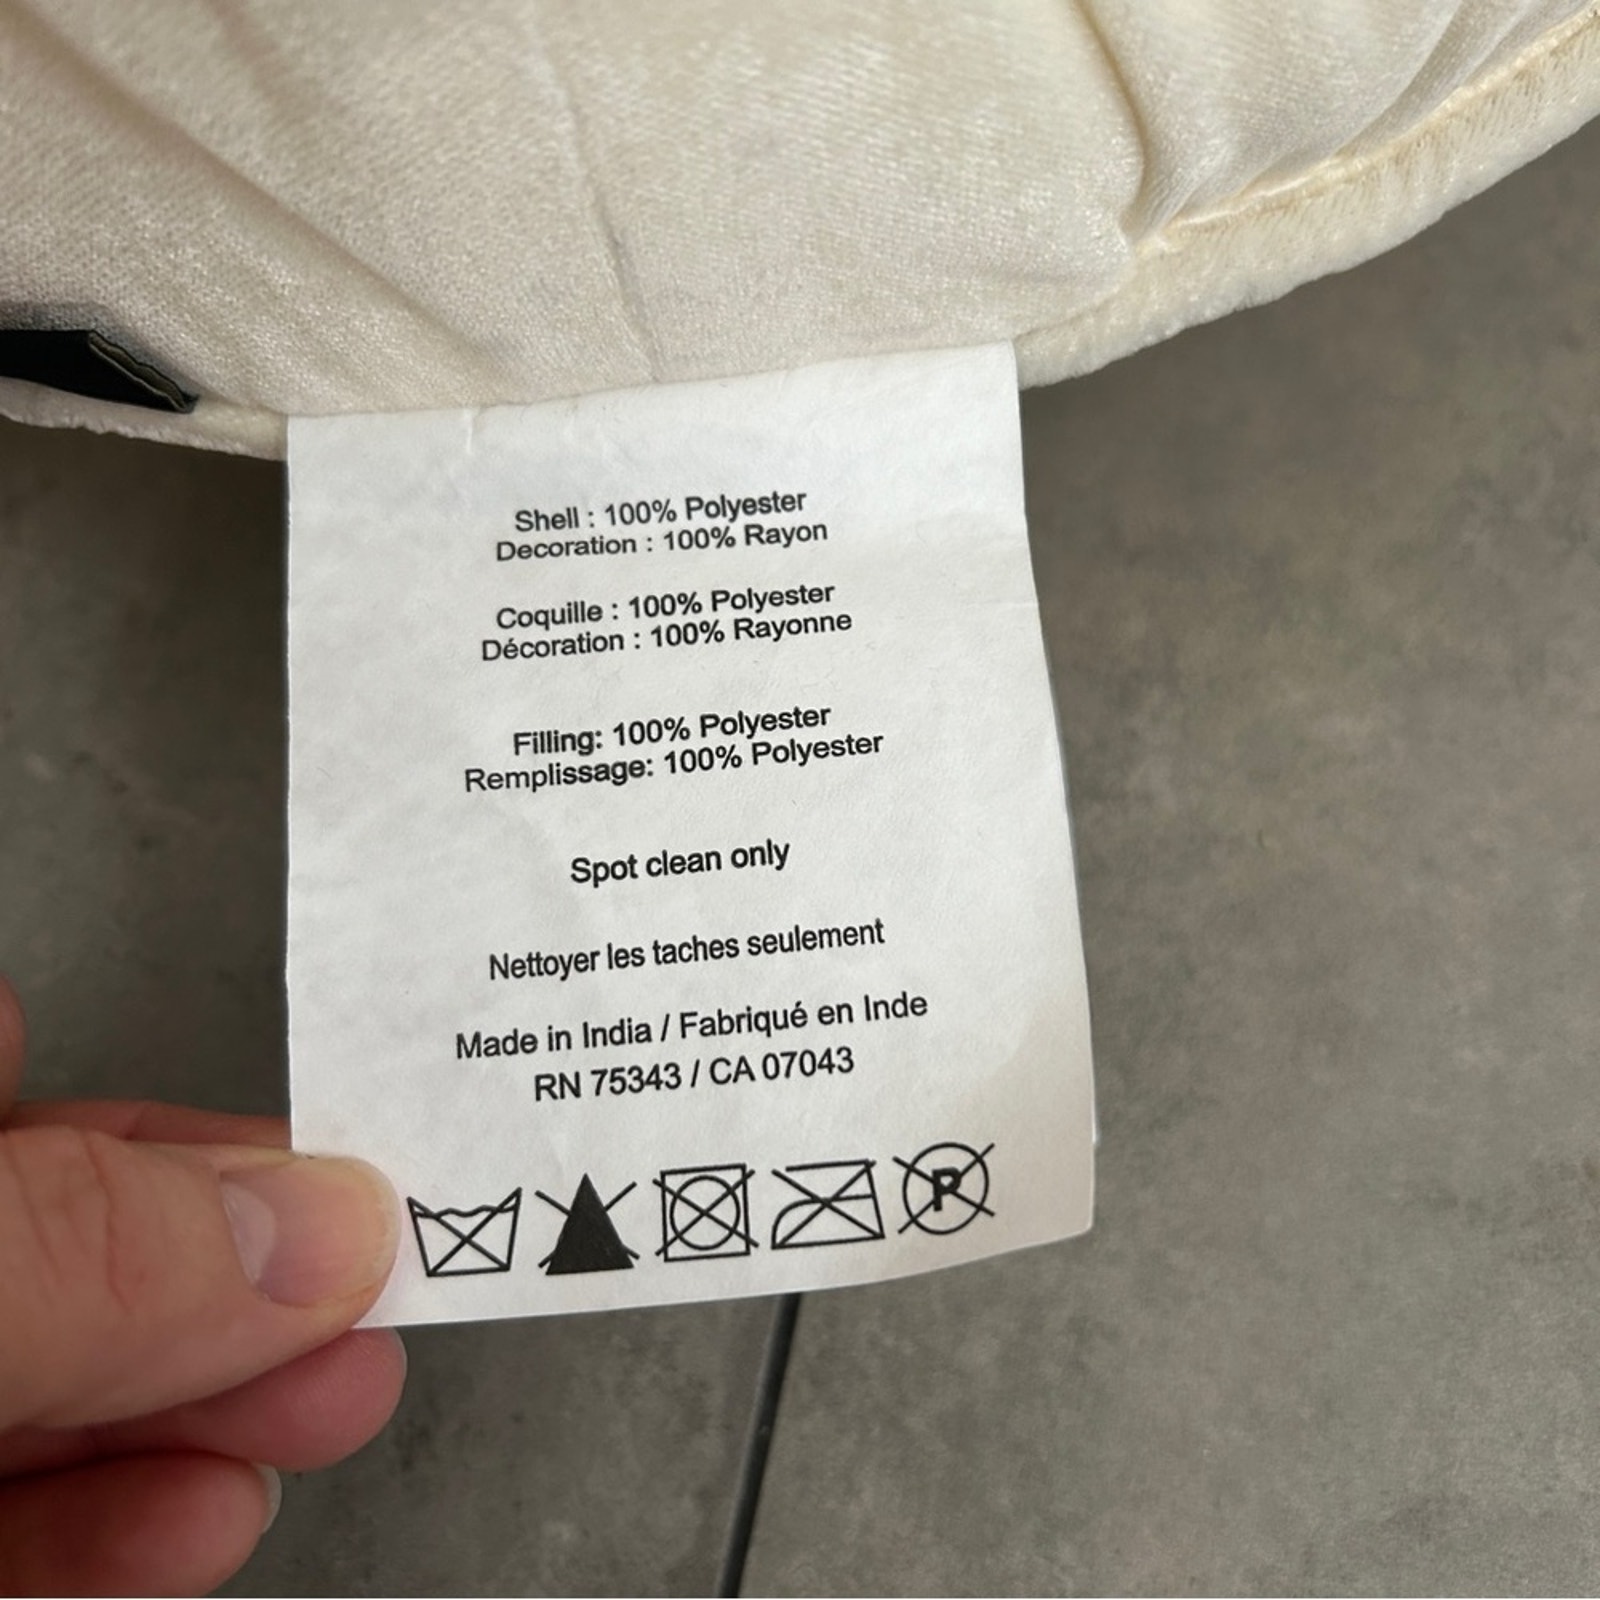 Shell : 100% Polyester
Decoration : 100% Rayon
Coquille : 100% Polyester
Décoration : 100% Rayonne
Filling: 100% Polyester
Remplissage: 100% Polyester
Spot clean only
Nettoyer les taches seulement
Made in India / Fabriqué en Inde
RN 75343 / CA 07043
P